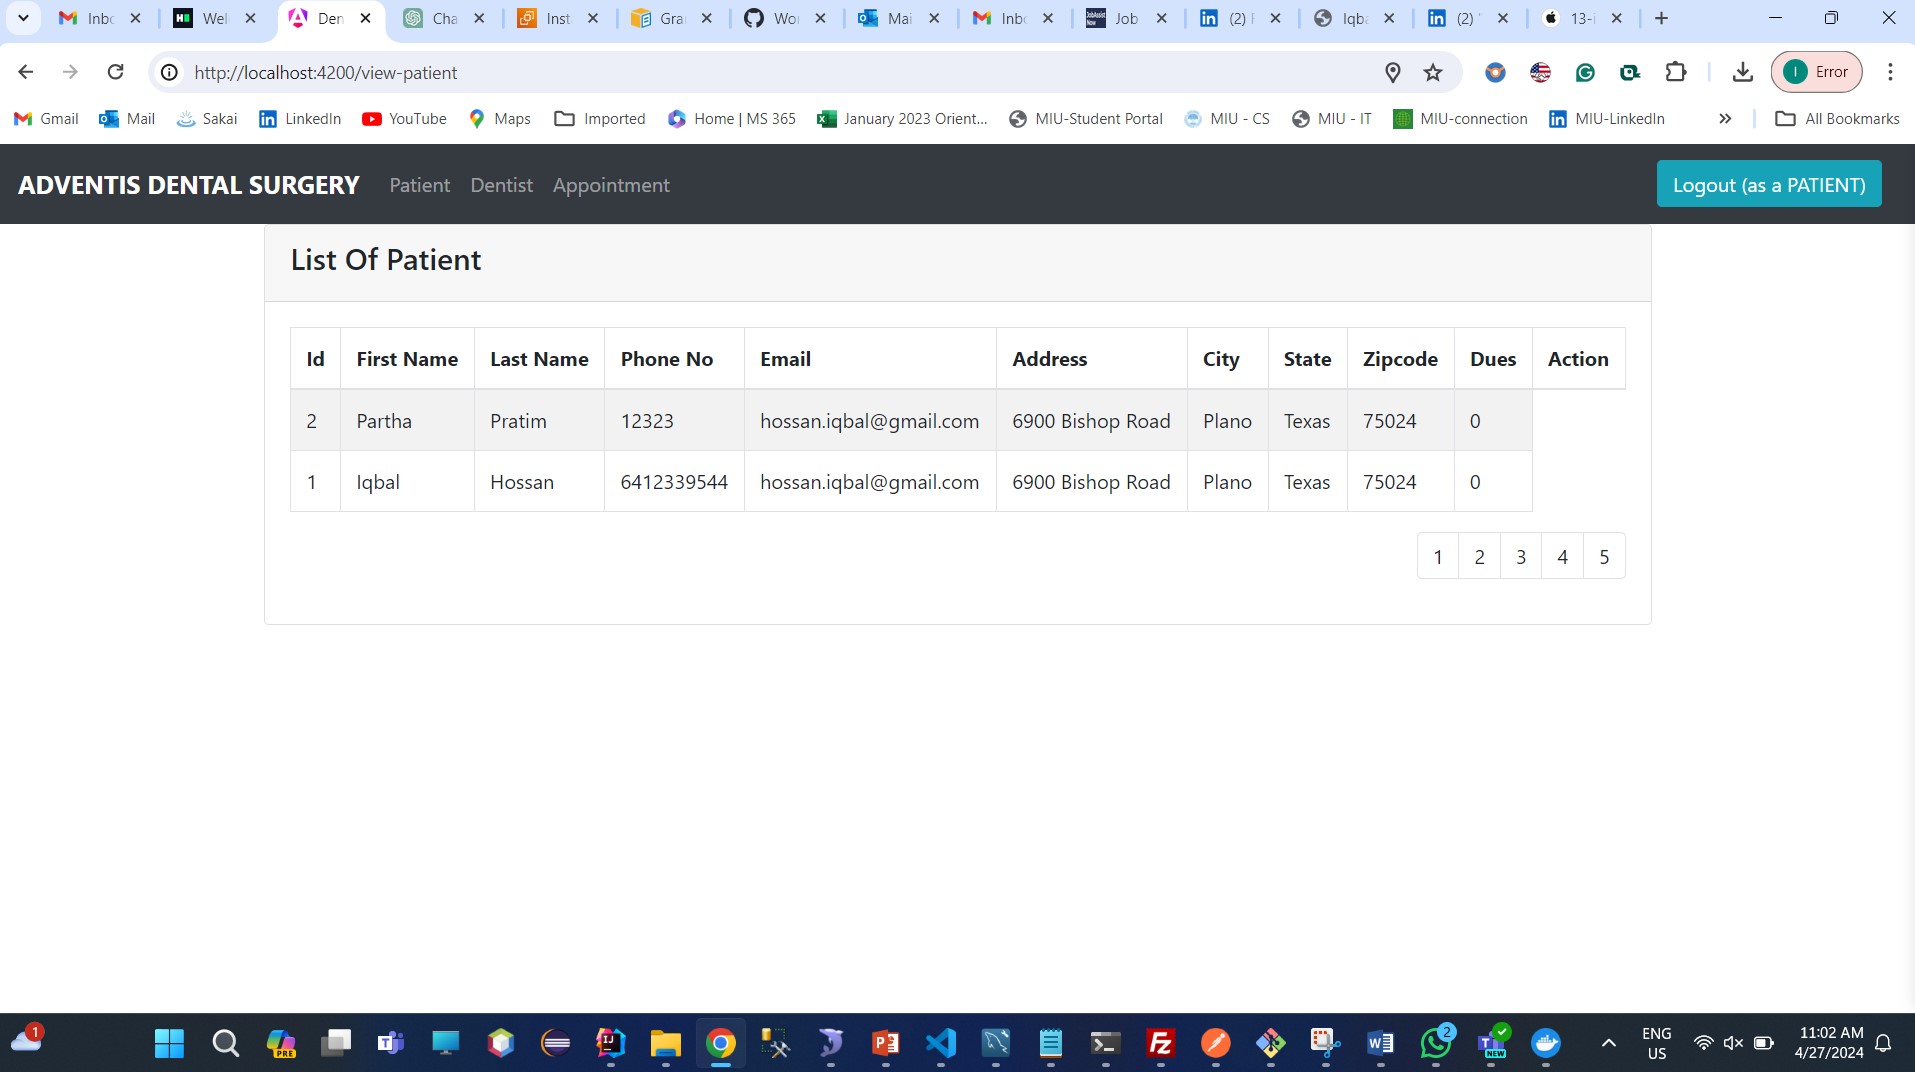 Inbc Wel Den Cha Inst Gra Wor Mai Inbc Job (2) Iqba (2) 13-i
http://localhost:4200/view-patient Error
Gmail Mail Sakai LinkedIn YouTube Maps Imported Home | MS 365 January 2023 Orient... MIU-Student Portal MIU - CS MIU - IT MIU-connection MIU-LinkedIn All Bookmarks
ADVENTIS DENTAL SURGERY Patient Dentist Appointment Logout (as a PATIENT)
List Of Patient
Id First Name Last Name Phone No Email Address City State Zipcode Dues Action
2 Partha Pratim 12323 hossan.iqbal@gmail.com 6900 Bishop Road Plano Texas 75024 0
1 Iqbal Hossan 6412339544 hossan.iqbal@gmail.com 6900 Bishop Road Plano Texas 75024 0
1 2 3 4 5
ENG 11:02 AM
US 4/27/2024